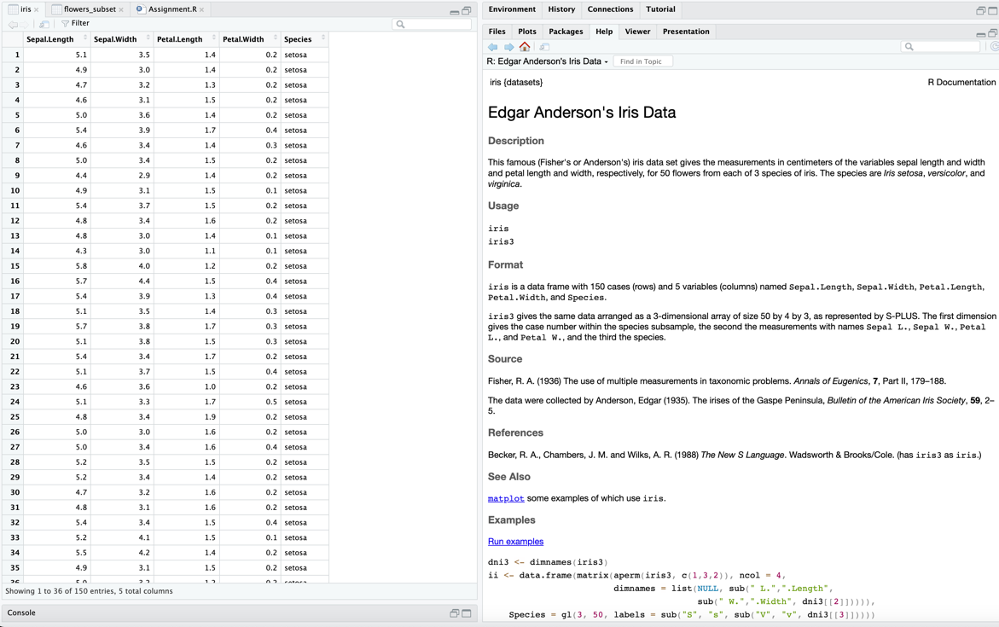 iris
flowers_subset
Assignment.R
Filter
Sepal.Length Sepal.Width Petal.Length Petal.Width Species
1 5.1 3.5 1.4 0.2 setosa
2 4.9 3.0 1.4 0.2 setosa
3 4.7 3.2 1.3 0.2 setosa
4 4.6 3.1 1.5 0.2 setosa
5 5.0 3.6 1.4 0.2 setosa
6 5.4 3.9 1.7 0.4 setosa
7 4.6 3.4 1.4 0.3 setosa
8 5.0 3.4 1.5 0.2 setosa
9 4.4 2.9 1.4 0.2 setosa
10 4.9 3.1 1.5 0.1 setosa
11 5.4 3.7 1.5 0.2 setosa
12 4.8 3.4 1.6 0.2 setosa
13 4.8 3.0 1.4 0.1 setosa
14 4.3 3.0 1.1 0.1 setosa
15 5.8 4.0 1.2 0.2 setosa
16 5.7 4.4 1.5 0.4 setosa
17 5.4 3.9 1.3 0.4 setosa
18 5.1 3.5 1.4 0.3 setosa
19 5.7 3.8 1.7 0.3 setosa
20 5.1 3.8 1.5 0.3 setosa
21 5.4 3.4 1.7 0.2 setosa
22 5.1 3.7 1.5 0.4 setosa
23 4.6 3.6 1.0 0.2 setosa
24 5.1 3.3 1.7 0.5 setosa
25 4.8 3.4 1.9 0.2 setosa
26 5.0 3.0 1.6 0.2 setosa
27 5.0 3.4 1.6 0.4 setosa
28 5.2 3.5 1.5 0.2 setosa
29 5.2 3.4 1.4 0.2 setosa
30 4.7 3.2 1.6 0.2 setosa
31 4.8 3.1 1.6 0.2 setosa
32 5.4 3.4 1.5 0.4 setosa
33 5.2 4.1 1.5 0.1 setosa
34 5.5 4.2 1.4 0.2 setosa
35 4.9 3.1 1.5 0.2 setosa
Showing 1 to 36 of 150 entries, 5 total columns
Console
Environment History Connections Tutorial
Files Plots Packages Help Viewer Presentation
R: Edgar Anderson's Iris Data Find in Topic
iris {datasets} R Documentation
Edgar Anderson's Iris Data
Description
This famous (Fisher's or Anderson's) iris data set gives the measurements in centimeters of the variables sepal length and width
and petal length and width, respectively, for 50 flowers from each of 3 species of iris. The species are Iris setosa, versicolor, and
virginica.
Usage
iris
iris3
Format
iris is a data frame with 150 cases (rows) and 5 variables (columns) named Sepal.Length, Sepal.Width, Petal.Length,
Petal.Width, and Species.
iris3 gives the same data arranged as a 3-dimensional array of size 50 by 4 by 3, as represented by S-PLUS. The first dimension
gives the case number within the species subsample, the second the measurements with names Sepal L., Sepal W., Petal
L., and Petal W., and the third the species.
Source
Fisher, R. A. (1936) The use of multiple measurements in taxonomic problems. Annals of Eugenics, 7, Part II, 179–188.
The data were collected by Anderson, Edgar (1935). The irises of the Gaspe Peninsula, Bulletin of the American Iris Society, 59, 2–
5.
References
Becker, R. A., Chambers, J. M. and Wilks, A. R. (1988) The New S Language. Wadsworth & Brooks/Cole. (has iris3 as iris.)
See Also
matplot some examples of which use iris.
Examples
Run examples
dni3 <- dimnames(iris3)
ii <- data.frame(matrix(aperm(iris3, c(1,3,2)), ncol = 4,
dimnames = list(NULL, sub(" L.",".Length",
sub(" W.",".Width", dni3[[2]])))),
Species = gl(3, 50, labels = sub("S", "s", sub("V", "v", dni3[[3]]))))